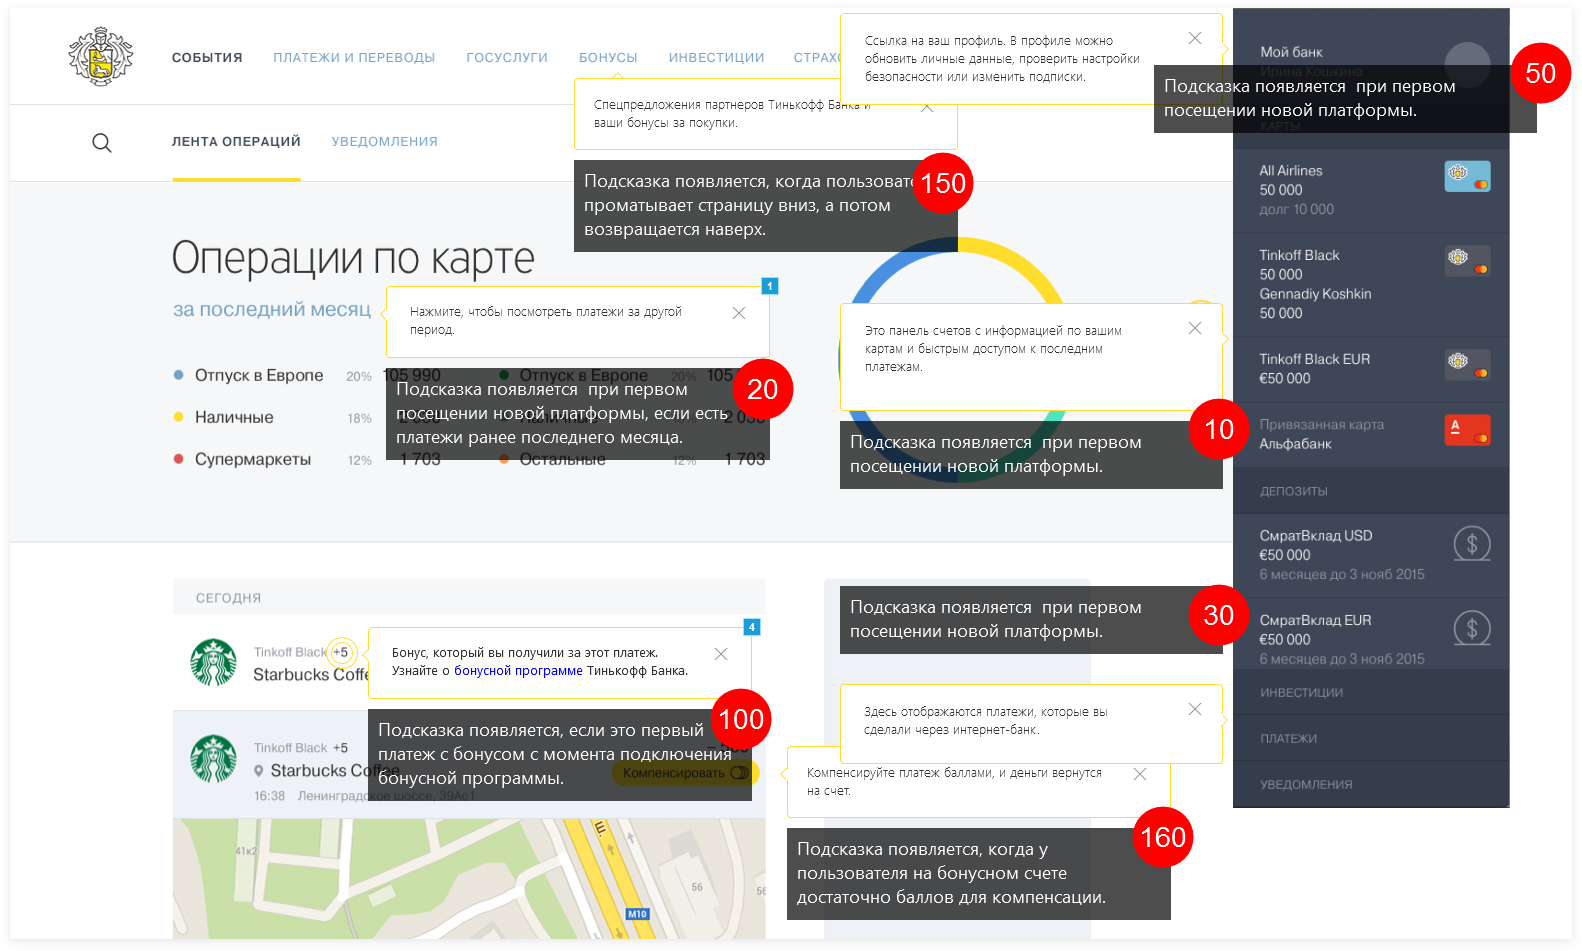 СОБЫТИЯ
ПЛАТЕЖИ И ПЕРЕВОДЫ
ГОСУСЛУГИ
БОНУСЫ
ИНВЕСТИЦИИ
СТРАХО
Ссылка на ваш профиль. В профиле можно
обновить личные данные, проверить настройки
безопасности или изменить подписки.
Мой банк
Ирина Кошкина
50
Подсказка появляется при первом
посещении новой платформы.
Спецпредложения партнеров Тинькофф Банка и
ваши бонусы за покупки.
КАРТЫ
ЛЕНТА ОПЕРАЦИЙ
УВЕДОМЛЕНИЯ
150
Подсказка появляется, когда пользовате
проматывает страницу вниз, а потом
возвращается наверх.
All Airlines
50 000
долг 10 000
Операции по карте
за последний месяц
1
Нажмите, чтобы посмотреть платежи за другой
период.
Tinkoff Black
50 000
Gennadiy Koshkin
50 000
Это панель счетов с информацией по вашим
картам и быстрым доступом к последним
платежам.
Tinkoff Black EUR
€50 000
Отпуск в Европе 20% 105 990
Отпуск в Европе 20% 105
Наличные 18%
Супермаркеты 12% 1 703
Остальные 12% 1 703
20
Подсказка появляется при первом
посещении новой платформы, если есть
платежи ранее последнего месяца.
10
Подсказка появляется при первом
посещении новой платформы.
Привязанная карта
Альфабанк
A
ДЕПОЗИТЫ
СмратВклад USD
€50 000
6 месяцев до 3 нояб 2015
$
СЕГОДНЯ
30
Подсказка появляется при первом
посещении новой платформы.
СмратВклад EUR
€50 000
6 месяцев до 3 нояб 2015
$
Tinkoff Black +5
Starbucks Coffe
4
Бонус, который вы получили за этот платеж.
Узнайте о бонусной программе Тинькофф Банка.
ИНВЕСТИЦИИ
100
Подсказка появляется, если это первый
платеж с бонусом с момента подключения
бонусной программы.
Здесь отображаются платежи, которые вы
сделали через интернет-банк.
ПЛАТЕЖИ
Tinkoff Black +5
Starbucks Coffee
Компенсировать
16:38 Ленинградское шоссе, 39Ас1
Компенсируйте платеж баллами, и деньги вернутся
на счет.
УВЕДОМЛЕНИЯ
160
Подсказка появляется, когда у
пользователя на бонусном счете
достаточно баллов для компенсации.
Ш.
41к2
56
56
М10